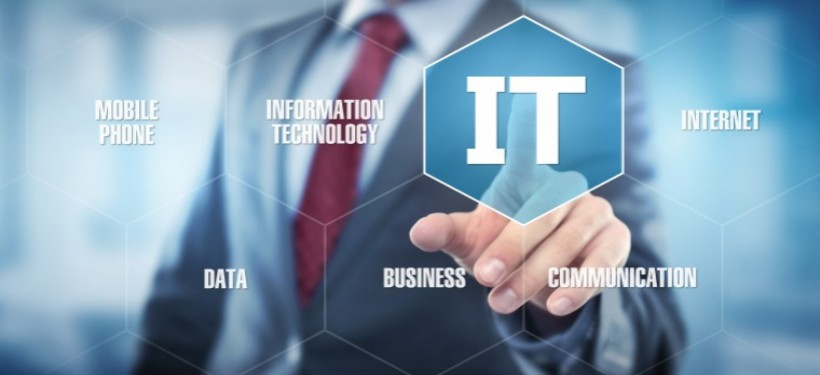 MOBILE
PHONE
INFORMATION
TECHNOLOGY
IT
INTERNET
DATA
BUSINESS
COMMUNICATION